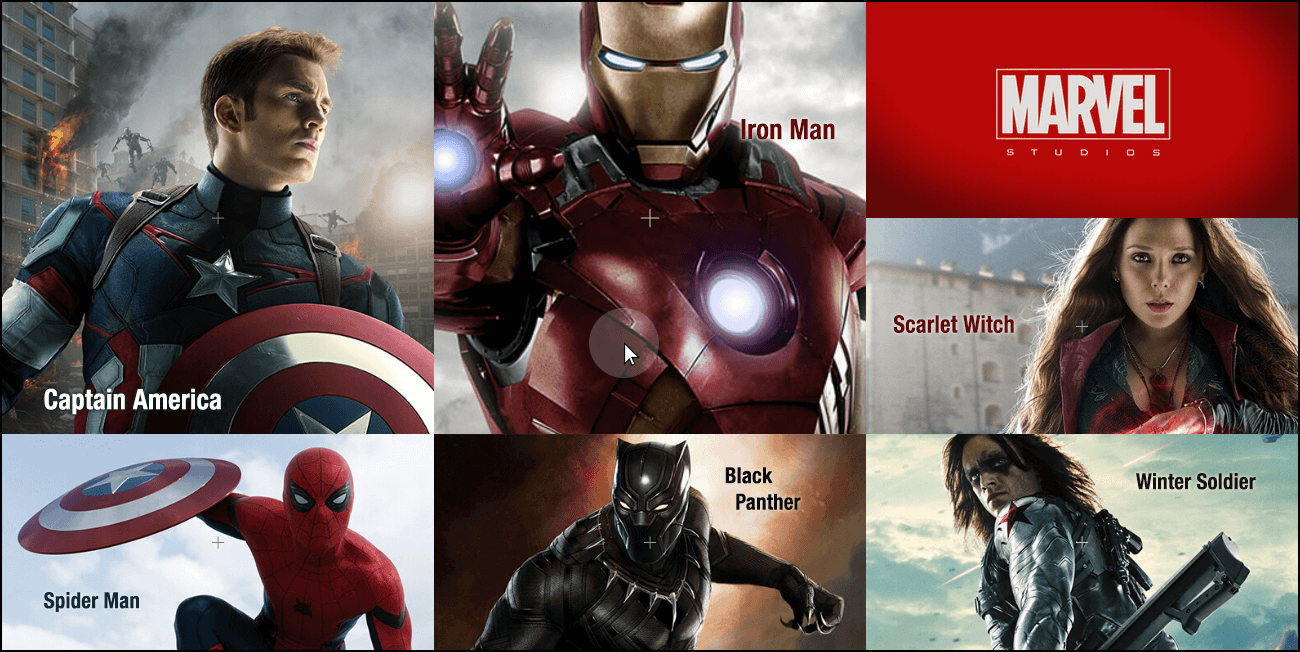 Iron Man
MARVEL
STUDIOS
Scarlet Witch
Captain America
Black
Panther
Winter Soldier
Spider Man